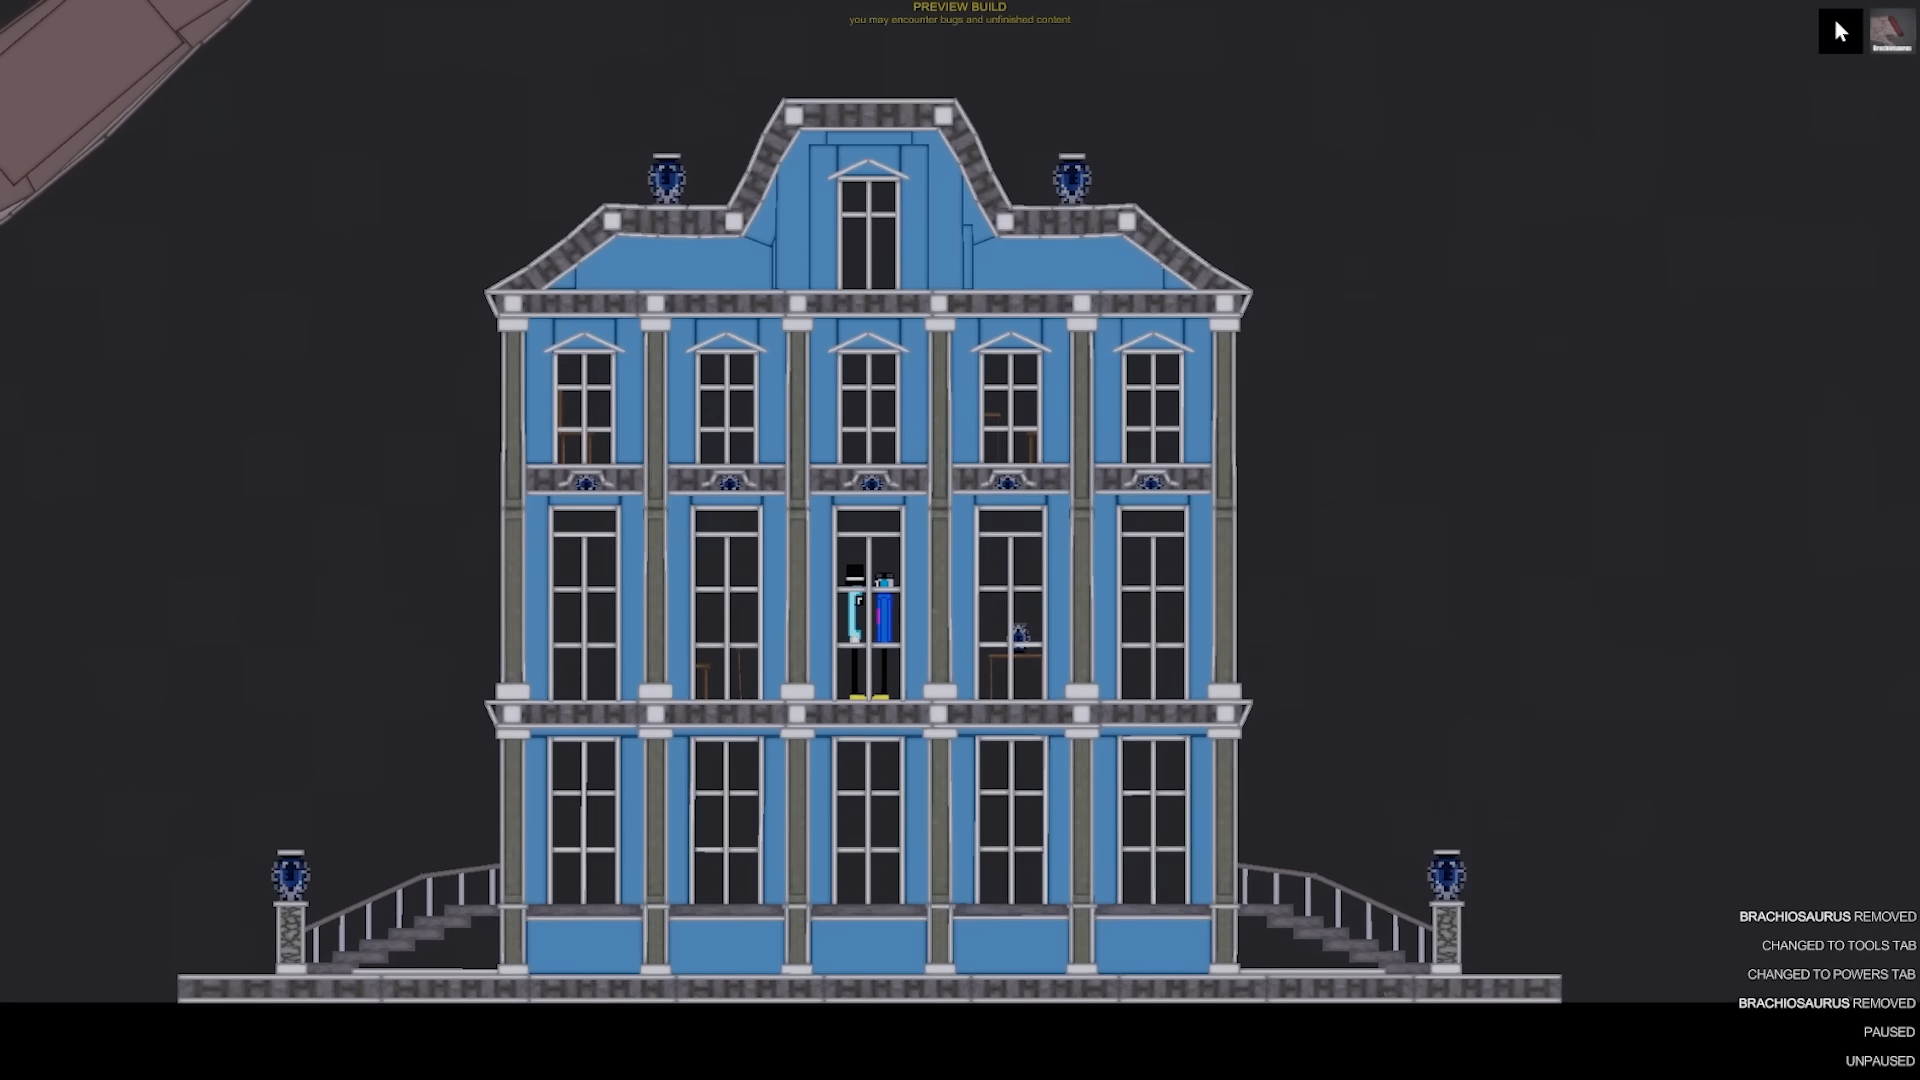 PREVIEW BUILD
you may encounter bugs and unfinished content
Brachiosaurus
BRACHIOSAURUS REMOVED
CHANGED TO TOOLS TAB
CHANGED TO POWERS TAB
BRACHIOSAURUS REMOVED
PAUSED
UNPAUSED